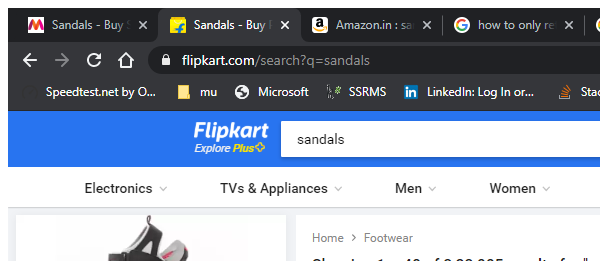 Sandals - Buy
Sandals - Buy
Amazon.in : sa
how to only re
flipkart.com/search?q=sandals
Speedtest.net by O...
mu
Microsoft
SSRMS
LinkedIn: Log In or...
Stac
Flipkart
Explore Plus
sandals
Electronics
TVs & Appliances
Men
Women
Home > Footwear